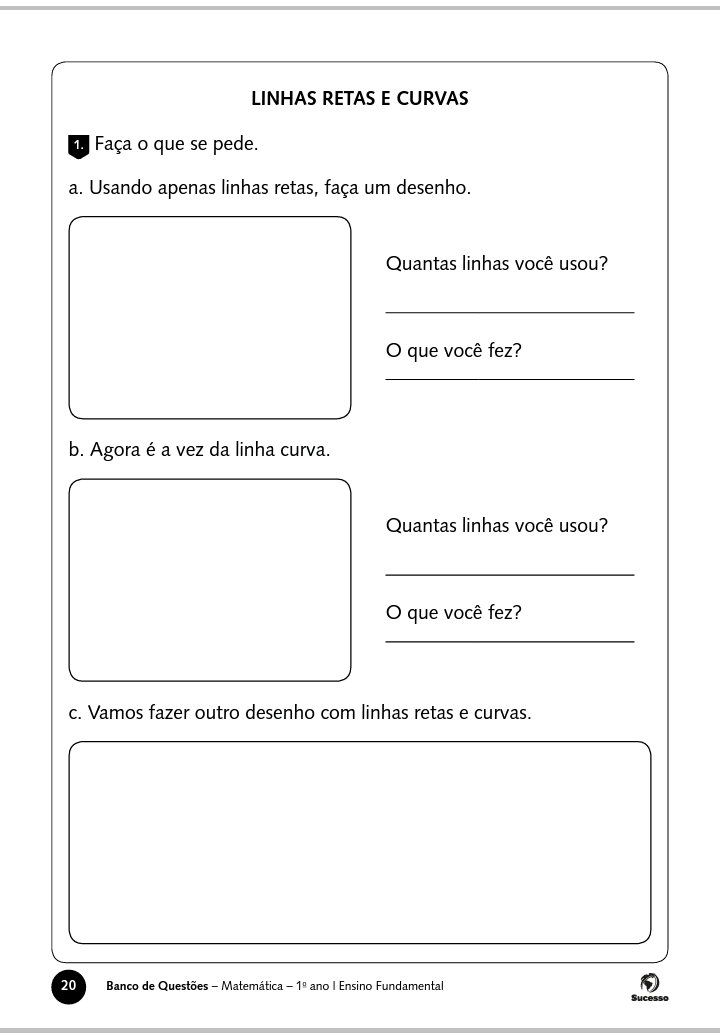 LINHAS RETAS E CURVAS
1. Faça o que se pede.
a. Usando apenas linhas retas, faça um desenho.
Quantas linhas você usou?
O que você fez?
b. Agora é a vez da linha curva.
Quantas linhas você usou?
O que você fez?
c. Vamos fazer outro desenho com linhas retas e curvas.
20 Banco de Questões – Matemática – 1º ano | Ensino Fundamental
Sucesso